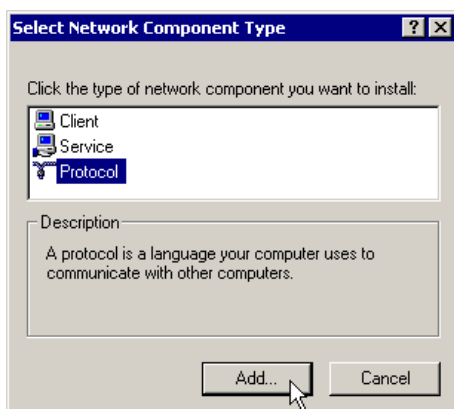 Select Network Component Type
Click the type of network component you want to install:
Client
Service
Protocol
Description
A protocol is a language your computer uses to
communicate with other computers.
Add... Cancel